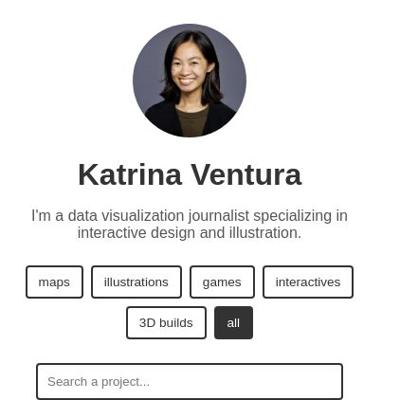 Katrina Ventura
I'm a data visualization journalist specializing in
interactive design and illustration.
maps illustrations games interactives
3D builds all
Search a project...